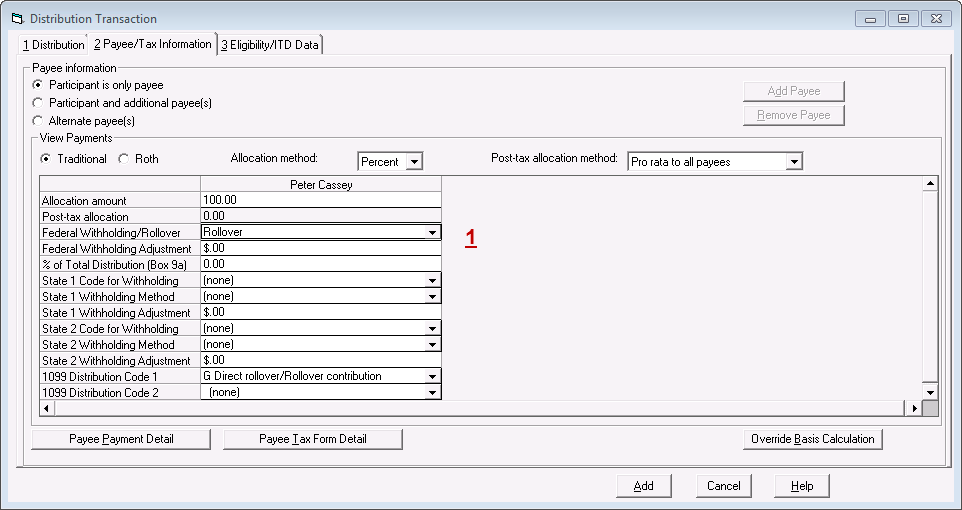 Distribution Transaction
1 Distribution 2 Payee/Tax Information 3 Eligibility/ITD Data
Payee information
Participant is only payee
Participant and additional payee(s)
Alternate payee(s)
Add Payee
Remove Payee
View Payments
Traditional Roth Allocation method: Percent Post-tax allocation method: Pro rata to all payees
Peter Cassey
Allocation amount 100.00
Post-tax allocation 0.00
Federal Withholding/Rollover Rollover
1
Federal Withholding Adjustment $.00
% of Total Distribution (Box 9a) 0.00
State 1 Code for Withholding (none)
State 1 Withholding Method (none)
State 1 Withholding Adjustment $.00
State 2 Code for Withholding (none)
State 2 Withholding Method (none)
State 2 Withholding Adjustment $.00
1099 Distribution Code 1 G Direct rollover/Rollover contribution
1099 Distribution Code 2 (none)
Payee Payment Detail Payee Tax Form Detail Override Basis Calculation
Add Cancel Help